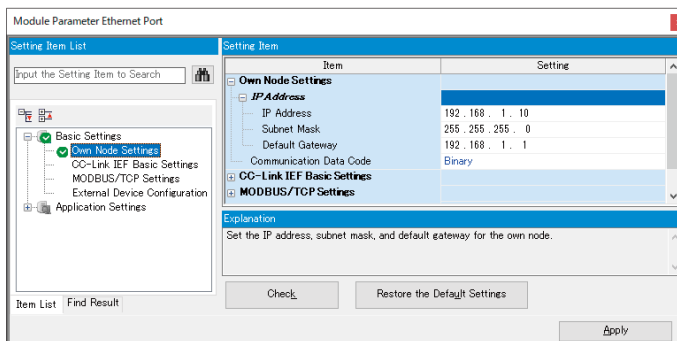 Module Parameter Ethernet Port
Setting Item List
Input the Setting Item to Search
Basic Settings
Own Node Settings
CC-Link IEF Basic Settings
MODBUS/TCP Settings
External Device Configuration
Application Settings
Item List Find Result
Setting Item
Item Setting
Own Node Settings
IP Address
IP Address 192 . 168 . 1 . 10
Subnet Mask 255 . 255 . 255 . 0
Default Gateway 192 . 168 . 1 . 1
Communication Data Code Binary
CC-Link IEF Basic Settings
MODBUS/TCP Settings
Explanation
Set the IP address, subnet mask, and default gateway for the own node.
Check Restore the Default Settings
Apply